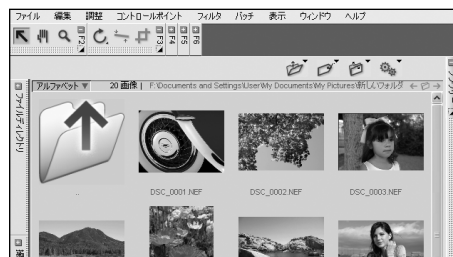 ファイル 編集 調整 コントロールポイント フィルタ バッチ 表示 ウィンドウ ヘルプ
F2 F3 F4 F5 F6
アルファベット▼ 20 画像 | F:\Documents and Settings\User\My Documents\My Pictures\新しいフォルダ
ファイルディレクトリ
..
DSC_0001.NEF DSC_0002.NEF DSC_0003.NEF